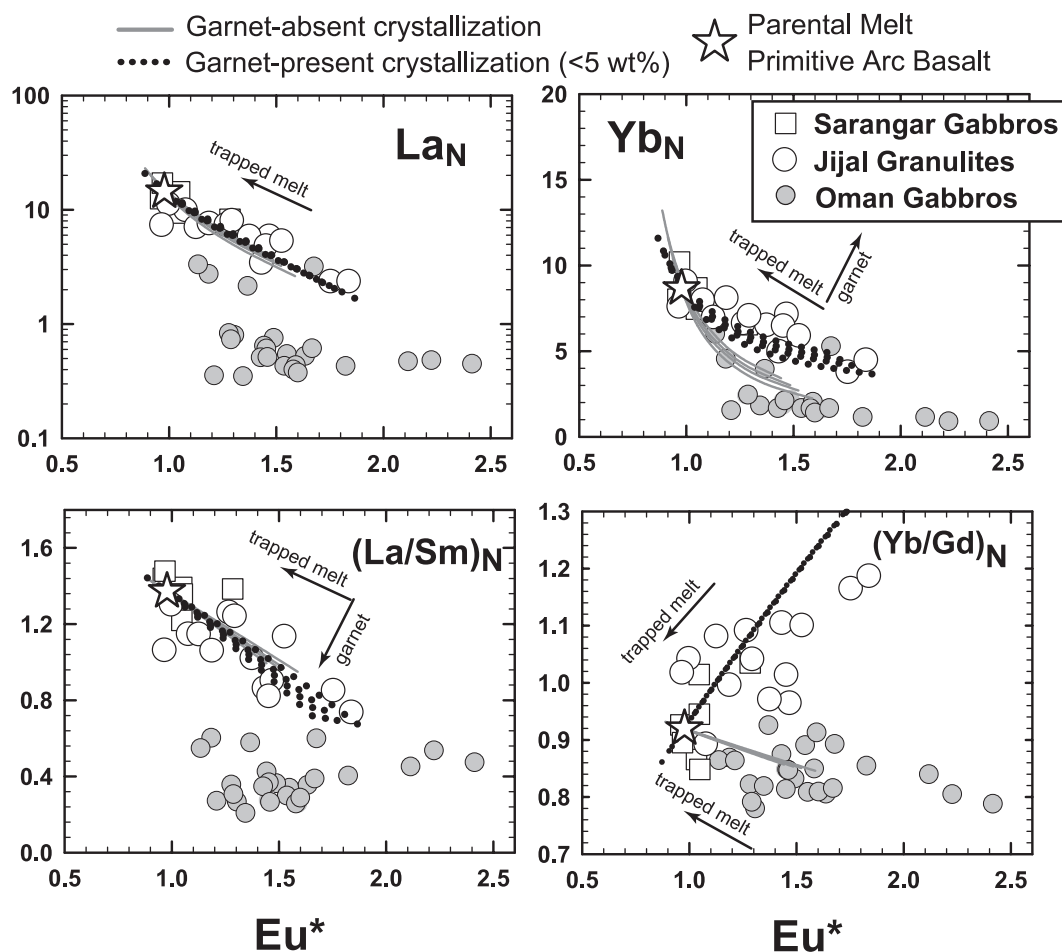 Garnet-absent crystallization
Garnet-present crystallization (<5 wt%)
Parental Melt
Primitive Arc Basalt
100
10
1
0.1
LaN
trapped melt
0.5 1.0 1.5 2.0 2.5
20
15
10
5
0
YbN
Sarangar Gabbros
Jijal Granulites
Oman Gabbros
trapped melt
garnet
0.5 1.0 1.5 2.0 2.5
1.6
1.2
0.8
0.4
0.0
(La/Sm)N
trapped melt
garnet
0.5 1.0 1.5 2.0 2.5
Eu*
1.3
1.2
1.1
1.0
0.9
0.8
0.7
(Yb/Gd)N
trapped melt
trapped melt
0.5 1.0 1.5 2.0 2.5
Eu*